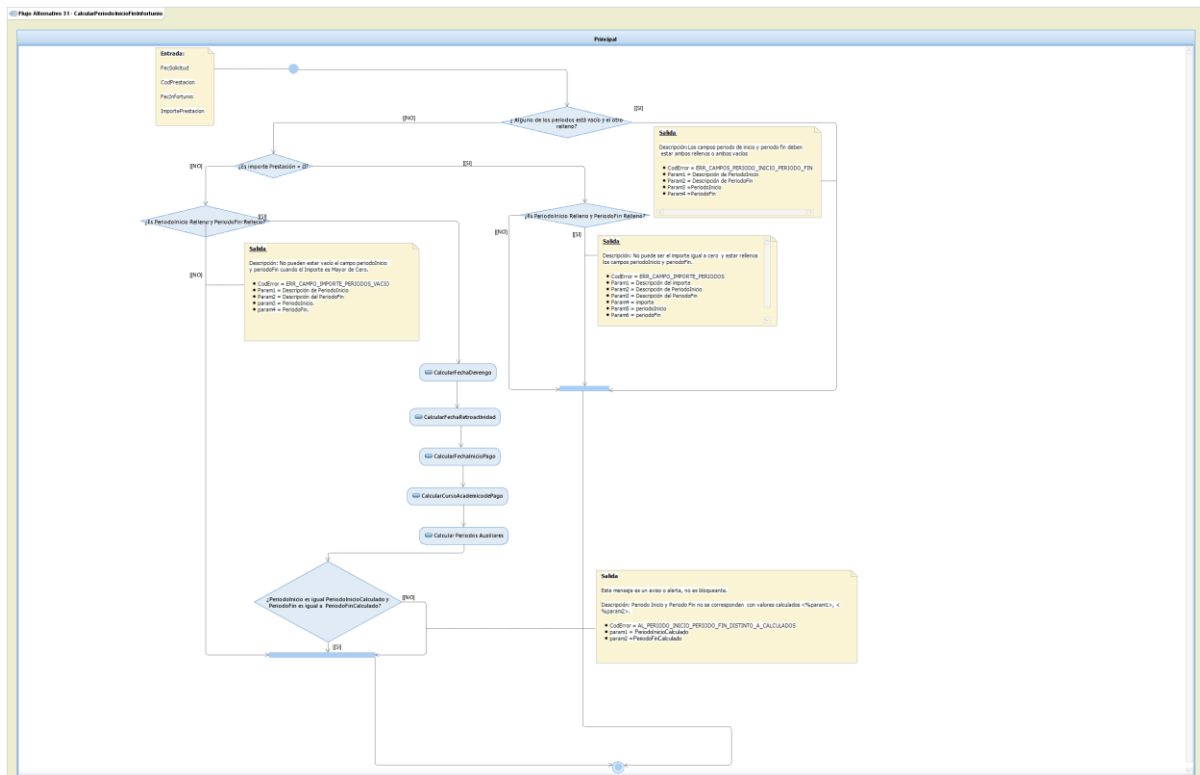 Flujo Alternativo 31 - CalcularPeriodoInicioFinInfortunio
Principal
Entrada:
FecSolicitud
CodPrestacion
FecInfortunio
ImportePrestacion
¿ Alguno de los periodos está vacío y el otro
relleno?
[[SI]
[[NO]
Salida
Descripción:Los campos periodo de inicio y periodo fin deben
estar ambos rellenos o ambos vacíos
• CodError = ERR_CAMPOS_PERIODO_INICIO_PERIODO_FIN
• Param1 = Descripción de PeriodoInicio
• Param2 = Descripción de PeriodoFin
• Param3 =PeriodoInicio
• Param4 =PeriodoFin
¿Es importe Prestación = 0?
[[NO]
[[SI]
¿Es PeriodoInicio Relleno y PeriodoFin Relleno?
[[SI]
[[NO]
¿Es PeriodoInicio Relleno y PeriodoFin Relleno?
[[NO]
[[SI]
Salida
Descripción: No pueden estar vacío el campo periodoInicio
y periodoFin cuando el Importe es Mayor de Cero.
• CodError = ERR_CAMPO_IMPORTE_PERIODOS_VACIO
• Param1 = Descripción de PeriodoInicio
• Param2 = Descripción del PeriodoFin
• param3 = PeriodoInicio.
• param4 = PeriodoFin.
Salida
Descripción: No puede ser el importe igual a cero y estar rellenos
los campos periodoInicio y periodoFin.
• CodError = ERR_CAMPO_IMPORTE_PERIODOS
• Param1 = Descripción del importe
• Param2 = Descripción de PeriodoInicio
• Param3 = Descripción del PeriodoFin
• Param4 = importe
• Param5 = periodoInicio
• Param6 = periodoFin
CalcularFechaDevengo
CalcularFechaRetroactividad
CalcularFechaInicioPago
CalcularCursoAcademicodePago
Calcular Periodos Auxiliares
¿PeriodoInicio es igual PeriodoInicioCalculado y
PeriodoFin es igual a PeriodoFinCalculado?
[[NO]
[[SI]
Salida
Este mensaje es un aviso o alerta, no es bloqueante.
Descripción: Periodo Inicio y Periodo Fin no se corresponden con valores calculados <%param1>, <
%param2>.
• CodError = AL_PERIODO_INICIO_PERIODO_FIN_DISTINTO_A_CALCULADOS
• param1 = PeriodoInicioCalculado
• param2 =PeriodoFinCalculado